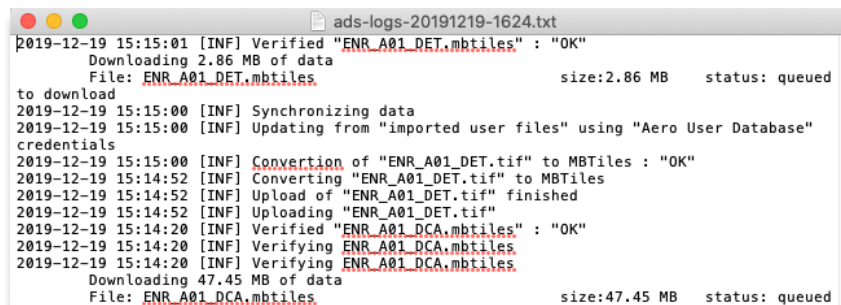 ads-logs-20191219-1624.txt
2019-12-19 15:15:01 [INF] Verified "ENR_A01_DET.mbtiles" : "OK"
Downloading 2.86 MB of data
File: ENR_A01_DET.mbtiles size:2.86 MB status: queued
to download
2019-12-19 15:15:00 [INF] Synchronizing data
2019-12-19 15:15:00 [INF] Updating from "imported user files" using "Aero User Database"
credentials
2019-12-19 15:15:00 [INF] Convertion of "ENR_A01_DET.tif" to MBTiles : "OK"
2019-12-19 15:14:52 [INF] Converting "ENR_A01_DET.tif" to MBTiles
2019-12-19 15:14:52 [INF] Upload of "ENR_A01_DET.tif" finished
2019-12-19 15:14:52 [INF] Uploading "ENR_A01_DET.tif"
2019-12-19 15:14:20 [INF] Verified "ENR_A01_DCA.mbtiles" : "OK"
2019-12-19 15:14:20 [INF] Verifying ENR_A01_DCA.mbtiles
2019-12-19 15:14:20 [INF] Verifying ENR_A01_DCA.mbtiles
Downloading 47.45 MB of data
File: ENR_A01_DCA.mbtiles size:47.45 MB status: queued